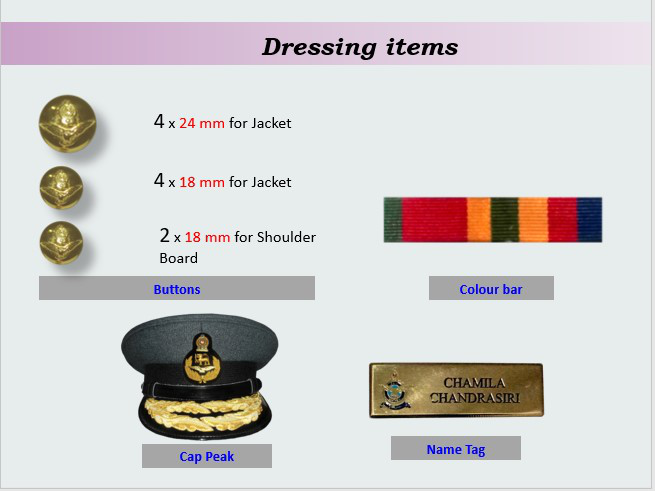 Dressing items
4 x 24 mm for Jacket
4 x 18 mm for Jacket
2 x 18 mm for Shoulder
Board
Buttons
Colour bar
CHAMILA
CHANDRASIRI
Cap Peak
Name Tag